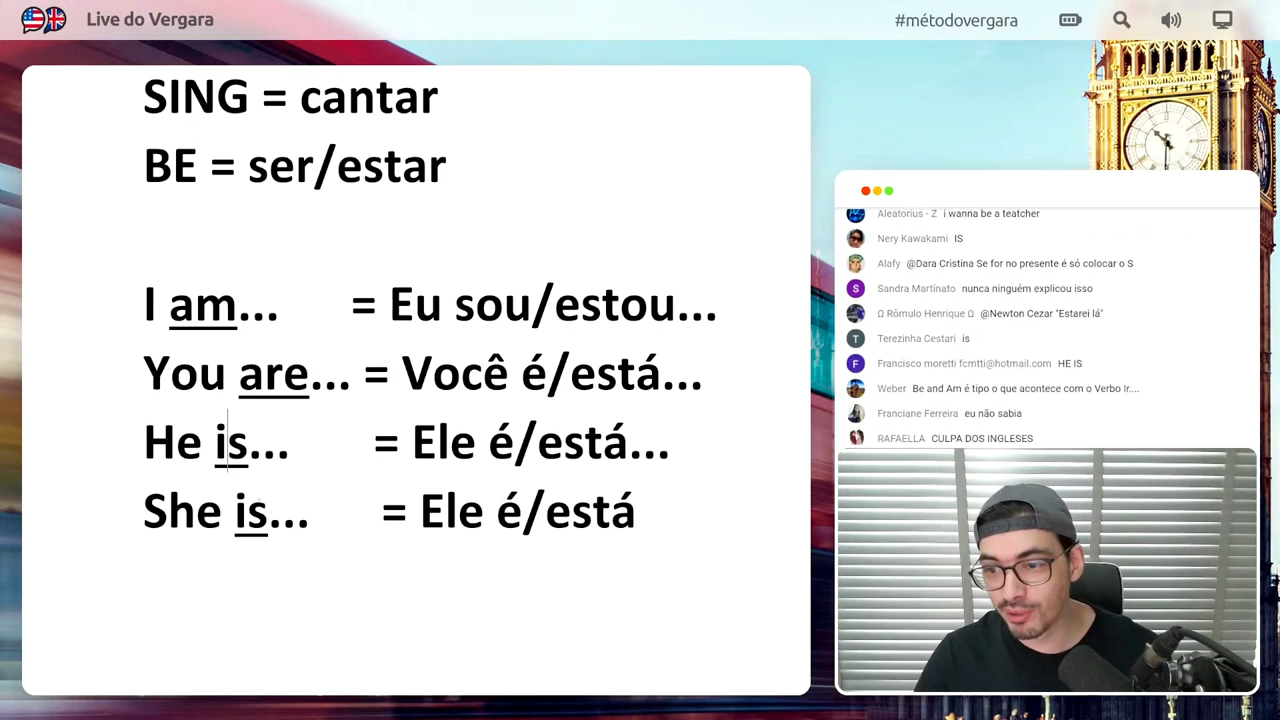 Live do Vergara
#métodovergara
SING = cantar
BE = ser/estar
I am... = Eu sou/estou...
You are... = Você é/está...
He is... = Ele é/está...
She is... = Ele é/está
Aleatorius - Z i wanna be a teatcher
Nery Kawakami IS
Alafy @Dara Cristina Se for no presente é só colocar o S
S Sandra Martinato nunca ninguém explicou isso
Ω Rômulo Henrique Ω @Newton Cezar "Estarei lá"
T Terezinha Cestari is
F Francisco moretti fcmtti@hotmail.com HE IS
Weber Be and Am é tipo o que acontece com o Verbo Ir....
Franciane Ferreira eu não sabia
RAFAELLA CULPA DOS INGLESES